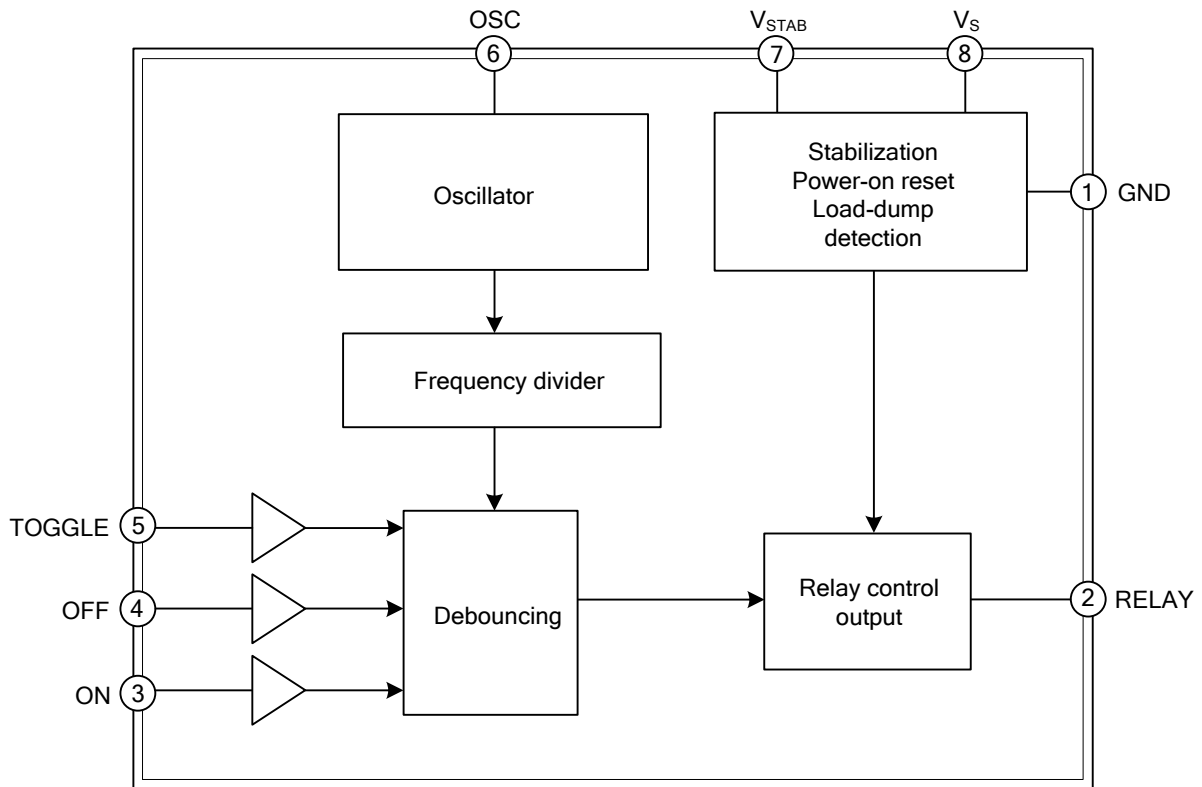 OSC
VSTAB
VS
6
7
8
Oscillator
Stabilization
Power-on reset
Load-dump
detection
1
GND
Frequency divider
TOGGLE
5
OFF
4
ON
3
Debouncing
Relay control
output
2
RELAY